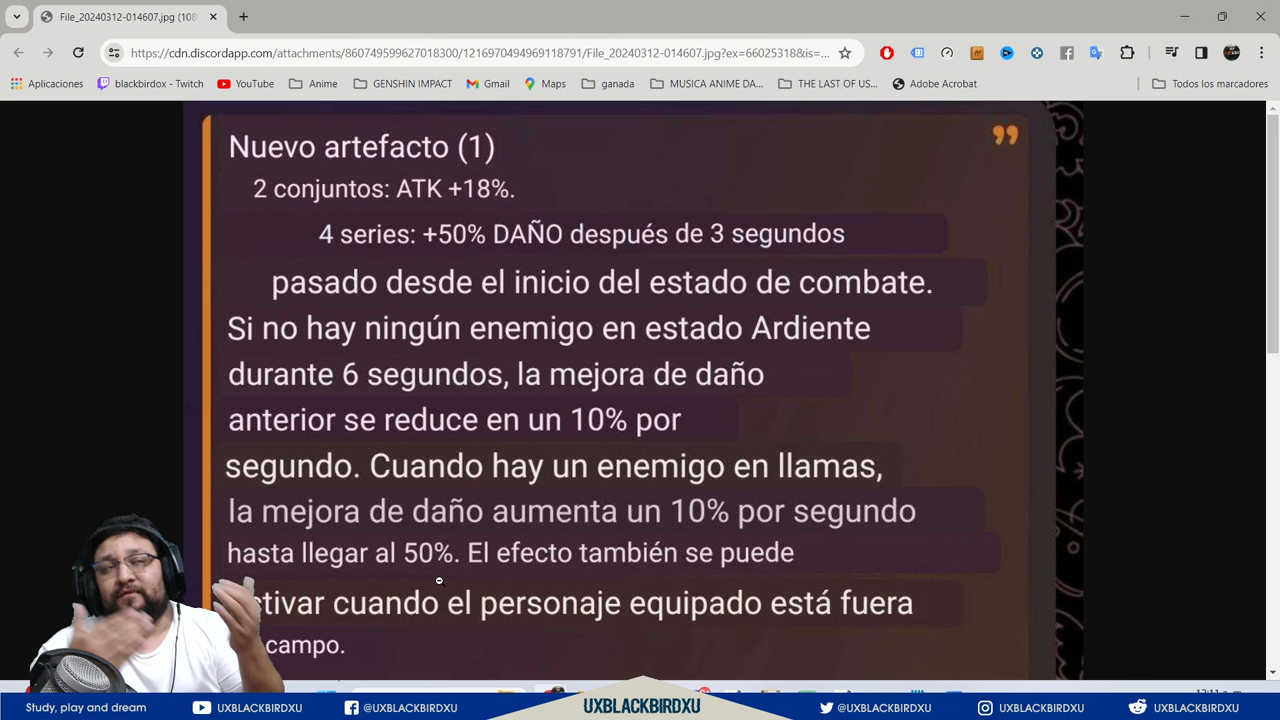 File_20240312-014607.jpg (108
https://cdn.discordapp.com/attachments/860749599627018300/1216970494969118791/File_20240312-014607.jpg?ex=66025318&is=...
Aplicaciones
blackbirdox - Twitch
YouTube
Anime
GENSHIN IMPACT
Gmail
Maps
ganada
MUSICA ANIME DA...
THE LAST OF US...
Adobe Acrobat
Todos los marcadores
Nuevo artefacto (1)
2 conjuntos: ATK +18%.
4 series: +50% DAÑO después de 3 segundos
pasado desde el inicio del estado de combate.
Si no hay ningún enemigo en estado Ardiente
durante 6 segundos, la mejora de daño
anterior se reduce en un 10% por
segundo. Cuando hay un enemigo en llamas,
la mejora de daño aumenta un 10% por segundo
hasta llegar al 50%. El efecto también se puede
tivar cuando el personaje equipado está fuera
campo.
Study, play and dream
UXBLACKBIRDXU
@UXBLACKBIRDXU
UXBLACKBIRDXU
@UXBLACKBIRDXU
UXBLACKBIRDXU
UXBLACKBIRDXU